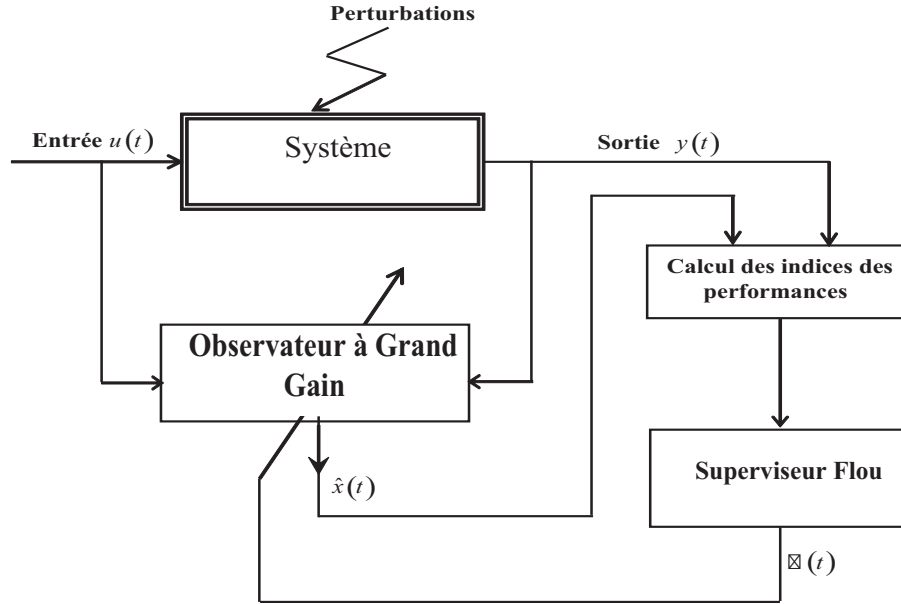 Perturbations
Entrée u(t)
Système
Sortie y(t)
Calcul des indices des
performances
Observateur à Grand
Gain
x̂(t)
Superviseur Flou
(t)